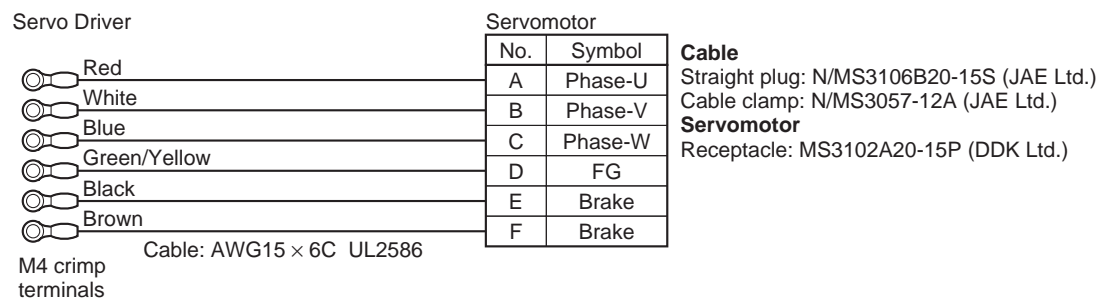 Servo Driver
Servomotor
No. Symbol
Red
A Phase-U
White
B Phase-V
Blue
C Phase-W
Green/Yellow
D FG
Black
E Brake
Brown
F Brake
Cable: AWG15 × 6C UL2586
M4 crimp
terminals
Cable
Straight plug: N/MS3106B20-15S (JAE Ltd.)
Cable clamp: N/MS3057-12A (JAE Ltd.)
Servomotor
Receptacle: MS3102A20-15P (DDK Ltd.)